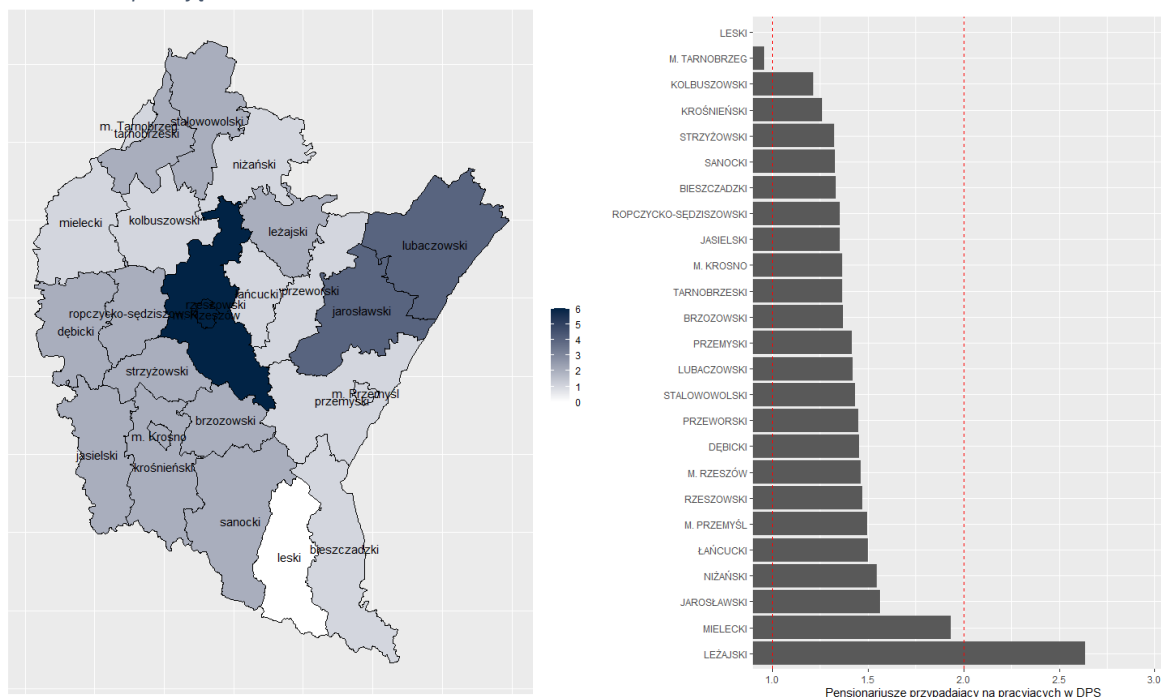 stalowowolski
m. Tarnobrzeg
tarnobrzeski
niżański
mielecki
kolbuszowski
leżajski
lubaczowski
łańcucki
przeworski
rzeszowski
ropczycko-sędziszowski
m. Rzeszów
jarosławski
dębicki
strzyżowski
m. Przemyśl
przemyski
brzozowski
m. Krosno
jasielski
krośnieński
sanocki
bieszczadzki
leski
6
5
4
3
2
1
0
LESKI
M. TARNOBRZEG
KOLBUSZOWSKI
KROŚNIEŃSKI
STRZYŻOWSKI
SANOCKI
BIESZCZADZKI
ROPCZYCKO-SĘDZISZOWSKI
JASIELSKI
M. KROSNO
TARNOBRZESKI
BRZOZOWSKI
PRZEMYSKI
LUBACZOWSKI
STALOWOWOLSKI
PRZEWORSKI
DĘBICKI
M. RZESZÓW
RZESZOWSKI
M. PRZEMYŚL
ŁAŃCUCKI
NIŻAŃSKI
JAROSŁAWSKI
MIELECKI
LEŻAJSKI
1.0 1.5 2.0 2.5 3.0
Pensjonariusze przypadający na pracyjących w DPS